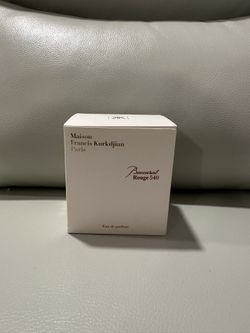 Maison
Francis Kurkdjian
Paris
Baccarat
Rouge 540
Eau de parfum